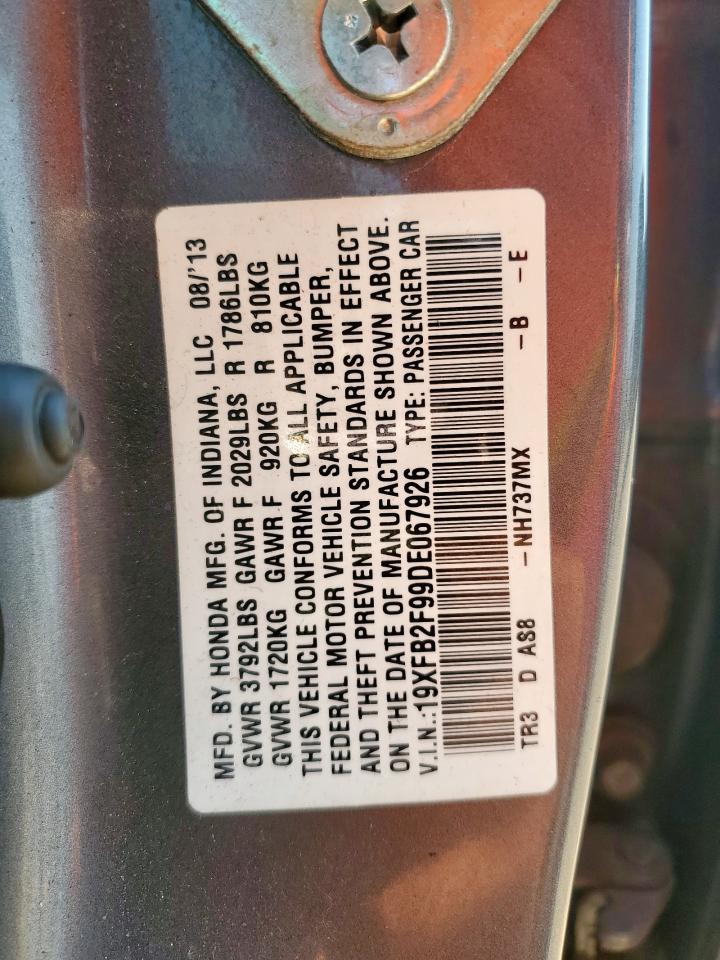 MFD. BY HONDA MFG. OF INDIANA, LLC 08/'13
GVWR 3792LBS GAWR F 2029LBS R 1786LBS
GVWR 1720KG GAWR F 920KG R 810KG
THIS VEHICLE CONFORMS TO ALL APPLICABLE
FEDERAL MOTOR VEHICLE SAFETY, BUMPER,
AND THEFT PREVENTION STANDARDS IN EFFECT
ON THE DATE OF MANUFACTURE SHOWN ABOVE.
V.I.N.:19XFB2F99DE067926 TYPE: PASSENGER CAR
TR3 D AS8 - NH737MX -B -E